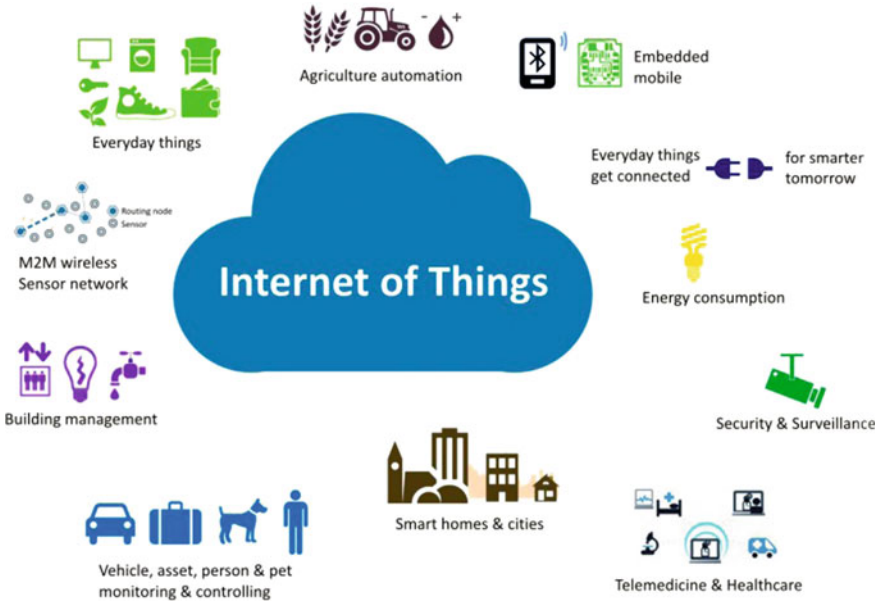 Agriculture automation
Embedded
mobile
Everyday things
Everyday things
get connected
for smarter
tomorrow
Routing node
Sensor
M2M wireless
Sensor network
Internet of Things
Energy consumption
Building management
Security & Surveillance
Smart homes & cities
Vehicle, asset, person & pet
monitoring & controlling
Telemedicine & Healthcare